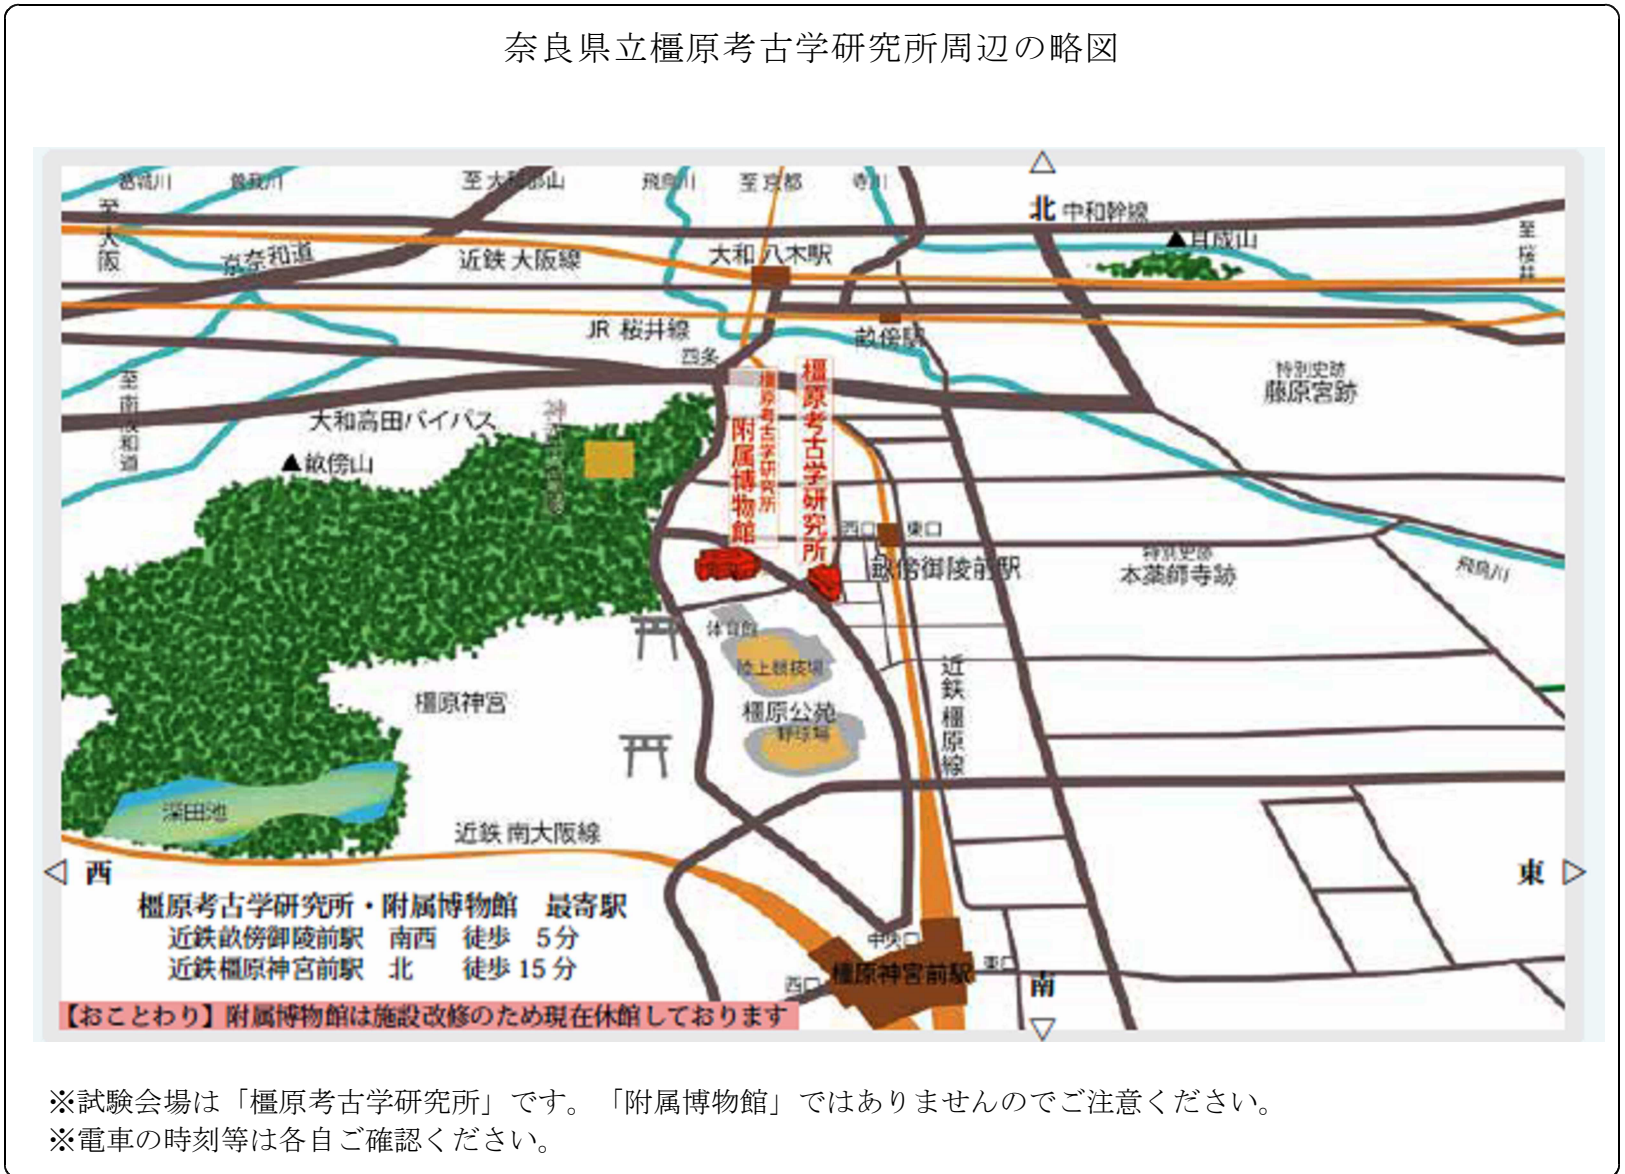 奈良県立橿原考古学研究所周辺の略図
葛城川
曽我川
至 大和郡山
飛鳥川
至 京都
寺川
北
中和幹線
至 大阪
京奈和道
近鉄 大阪線
大和 八木駅
▲耳成山
至 桜井
JR 桜井線
畝傍駅
四条
至 南阪和道
大和高田バイパス
▲畝傍山
橿原考古学研究所
附属博物館
橿原考古学研究所
特別史跡
藤原宮跡
西口
東口
畝傍御陵前駅
特別史跡
本薬師寺跡
飛鳥川
体育館
陸上競技場
橿原神宮
橿原公苑
野球場
近鉄 橿原線
深田池
近鉄 南大阪線
西
東
橿原考古学研究所・附属博物館 最寄駅
近鉄畝傍御陵前駅 南西 徒歩 5分
近鉄橿原神宮前駅 北 徒歩 15分
中央口
橿原神宮前駅
東口
西口
南
【おことわり】附属博物館は施設改修のため現在休館しております
※試験会場は「橿原考古学研究所」です。「附属博物館」ではありませんのでご注意ください。
※電車の時刻等は各自ご確認ください。